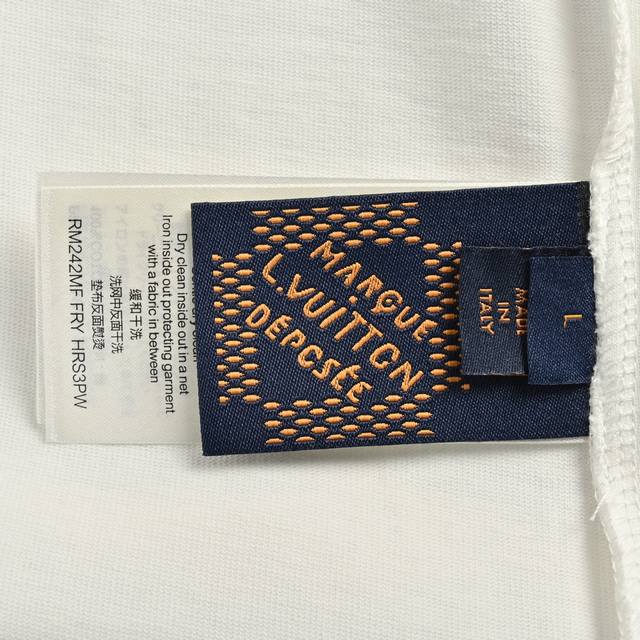 MARQUE
L.VUITTON
DÉPOSÉE
MADE
IN
ITALY
L
Dry clean inside out in a net
Iron inside out protecting garment
with a fabric in between
缓和干洗
洗网中反面干洗
垫布反面熨烫
RM242MF FRY HRS3PW